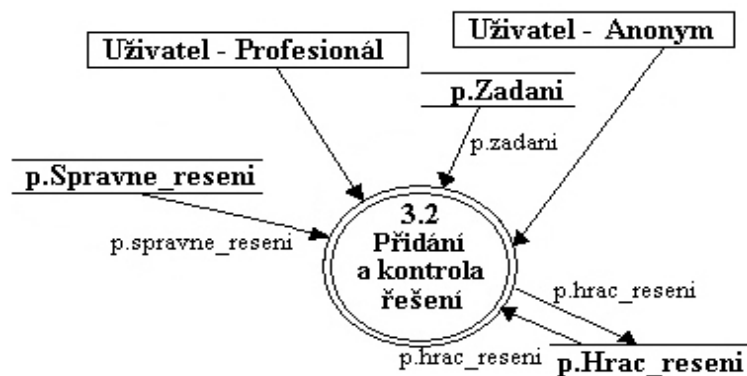 Uživatel - Profesionál
Uživatel - Anonym
p.Zadani
p.zadani
p.Spravne_reseni
p.spravne_reseni
3.2
Přidání
a kontrola
řešení
p.hrac_reseni
p.hrac_reseni
p.Hrac_reseni